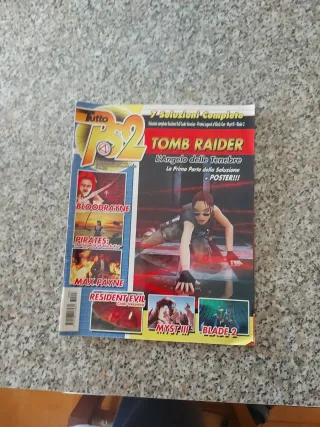 Tutto
7 Soluzioni Complete
PS2
TOMB RAIDER
L'Angelo delle Tenebre
La Prima Parte della Soluzione
+ POSTER!!!
BLOODRAYNE
PIRATES:
MAX PAYNE
RESIDENT EVIL
MYST III
BLADE 2